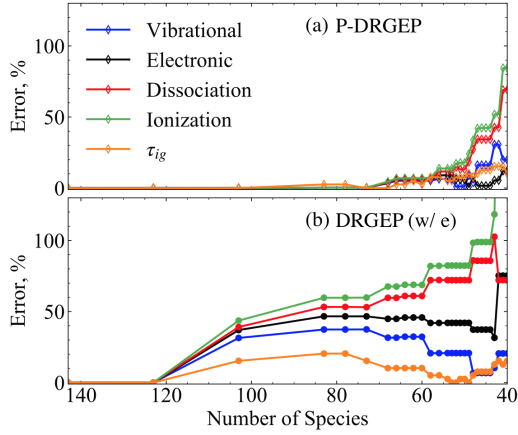 (a) P-DRGEP
Vibrational
Electronic
Dissociation
Ionization
τig
Error, %
100
50
0
(b) DRGEP (w/ e)
Error, %
100
50
0
140 120 100 80 60 40
Number of Species